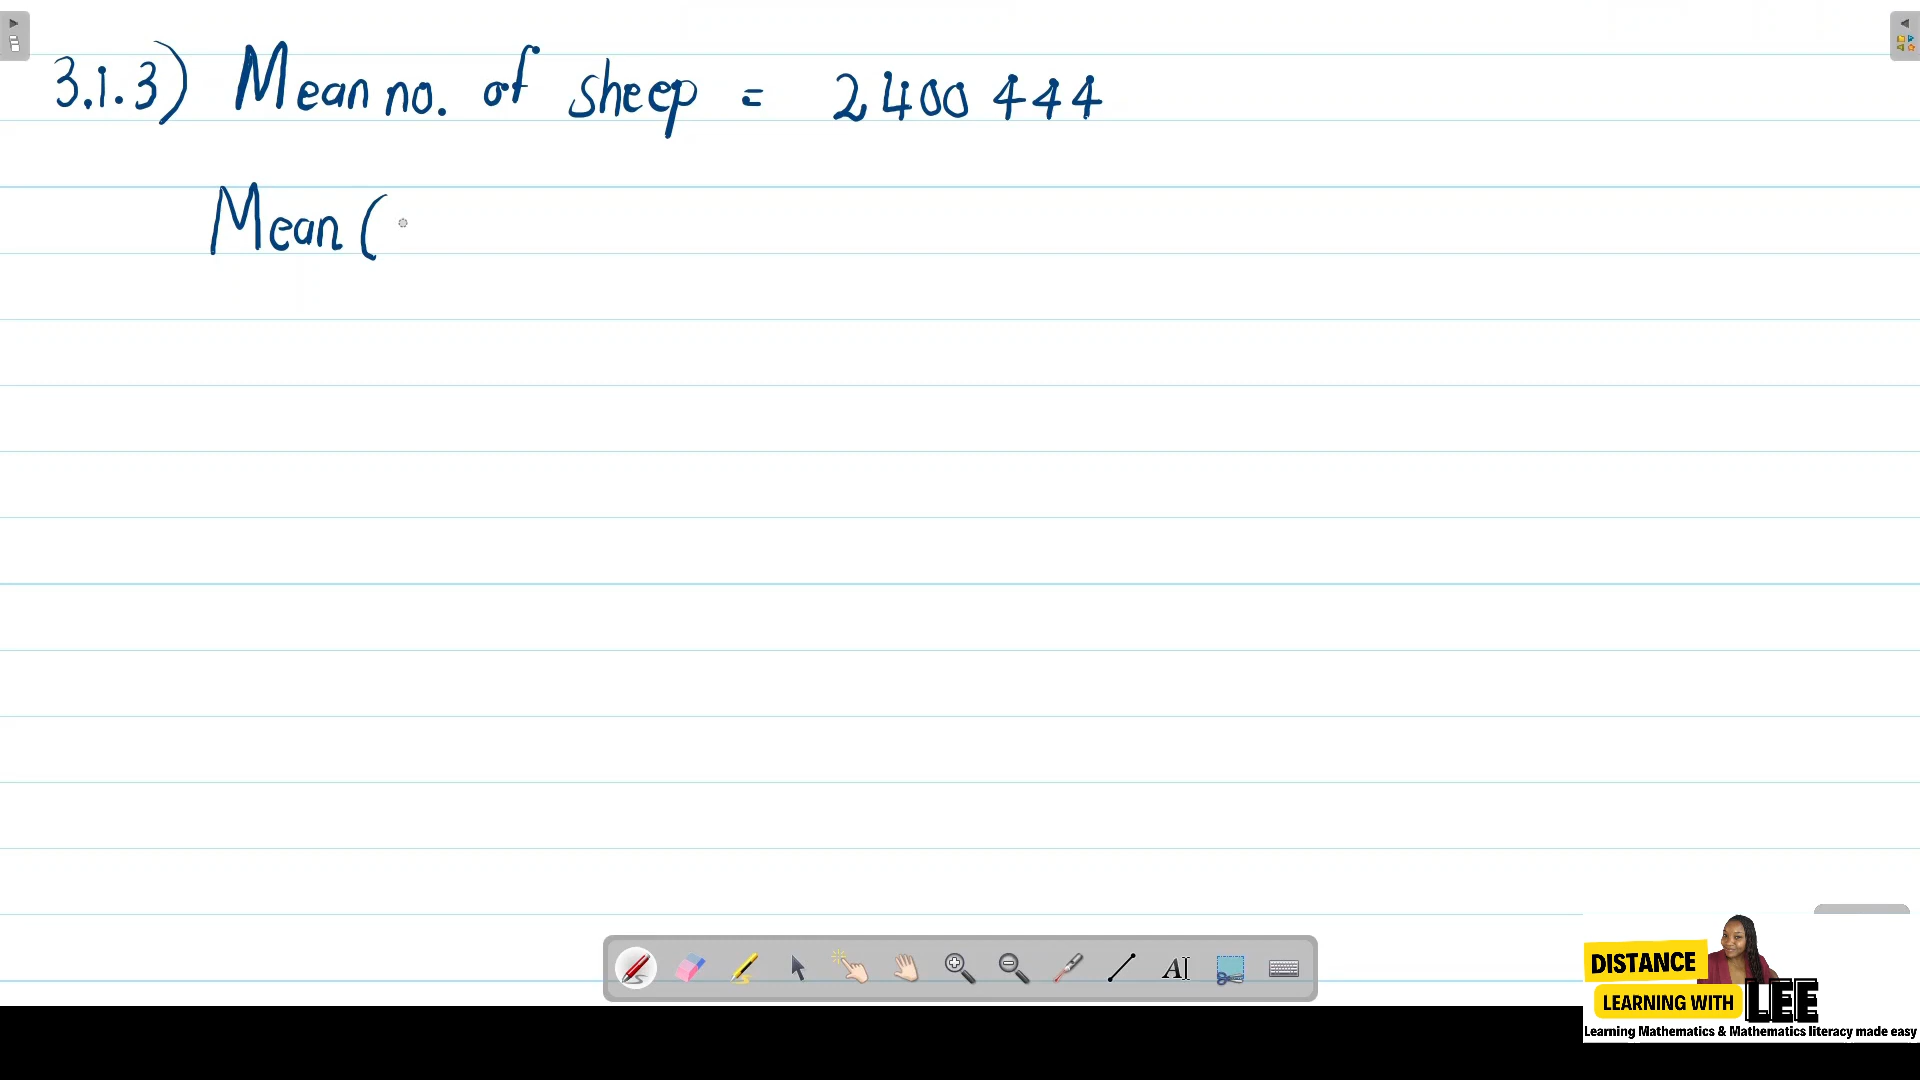 3.1.3) Mean no. of sheep = 2 400 444
Mean (
AI
DISTANCE
LEARNING WITH LEE
Learning Mathematics & Mathematics literacy made easy